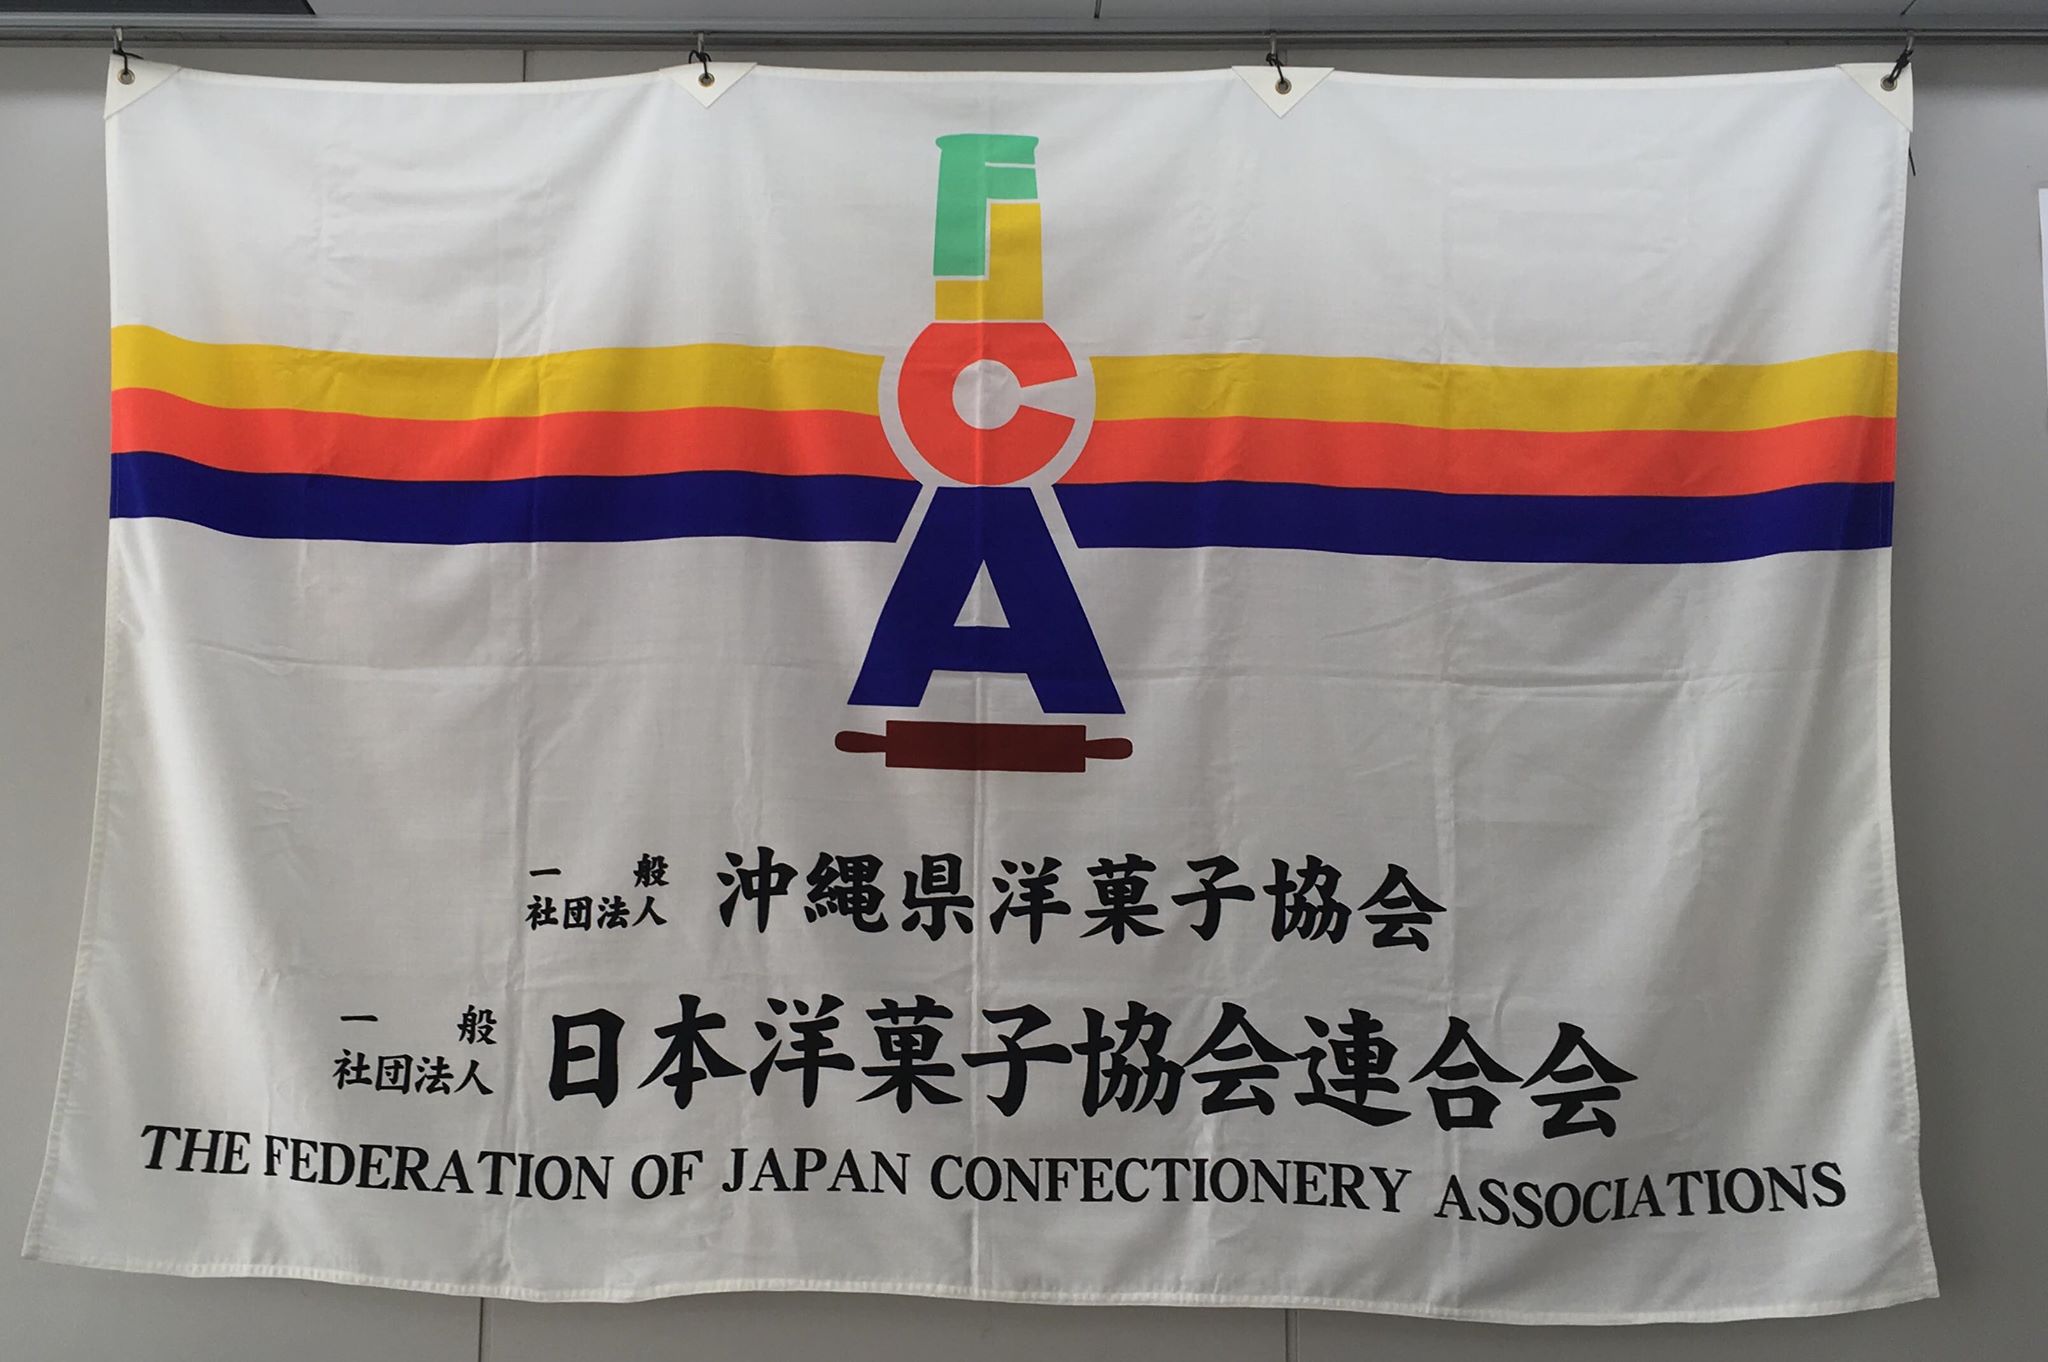 FJ
C
A
一般
社団法人 沖縄県洋菓子協会
一般
社団法人 日本洋菓子協会連合会
THE FEDERATION OF JAPAN CONFECTIONERY ASSOCIATIONS